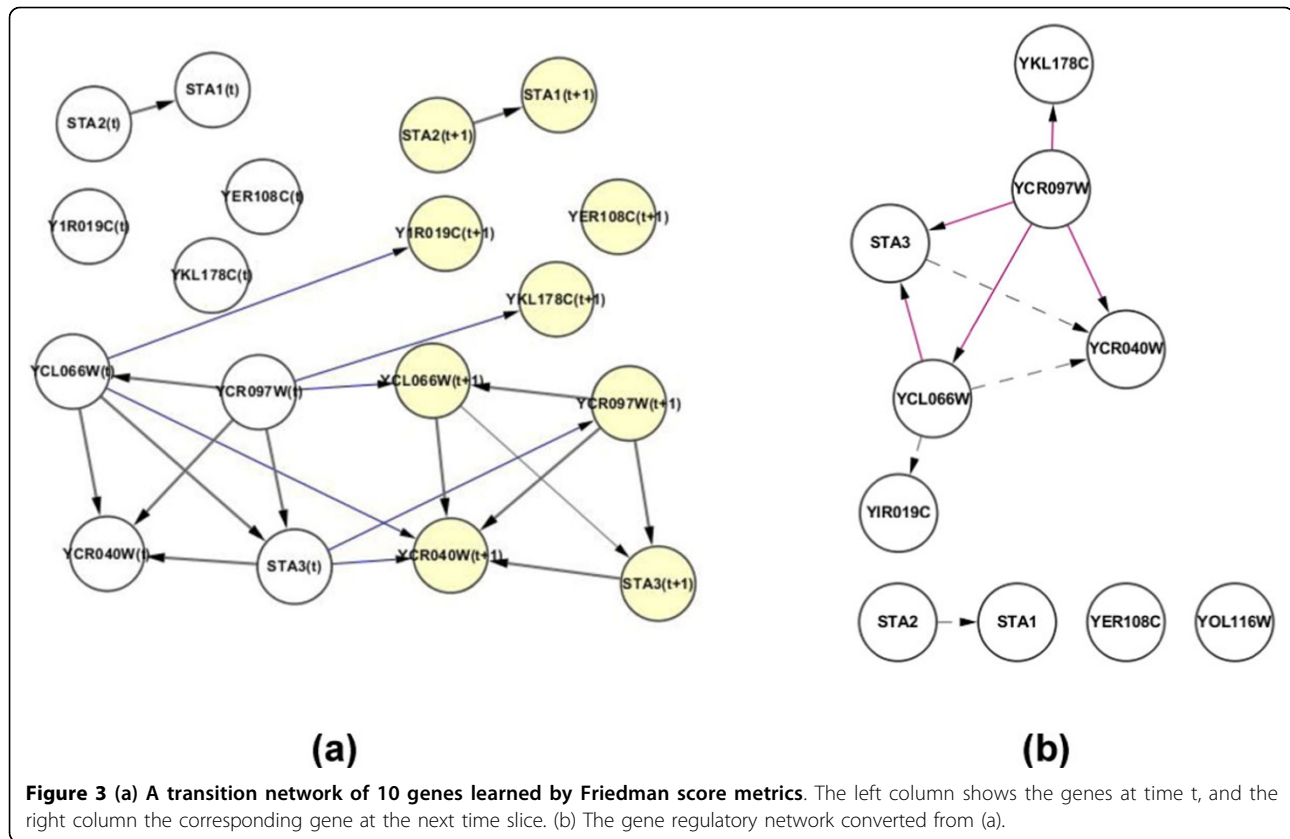 STA1(t)
STA2(t)
STA1(t+1)
STA2(t+1)
YER108C(t)
Y1R019C(t)
YKL178C(t)
Y1R019C(t+1)
YER108C(t+1)
YKL178C(t+1)
YCL066W(t)
YCR097W(t)
YCL066W(t+1)
YCR097W(t+1)
YCR040W(t)
STA3(t)
YCR040W(t+1)
STA3(t+1)
(a)
YKL178C
YCR097W
STA3
YCR040W
YCL066W
YIR019C
STA2
STA1
YER108C
YOL116W
(b)
Figure 3 (a) A transition network of 10 genes learned by Friedman score metrics. The left column shows the genes at time t, and the
right column the corresponding gene at the next time slice. (b) The gene regulatory network converted from (a).